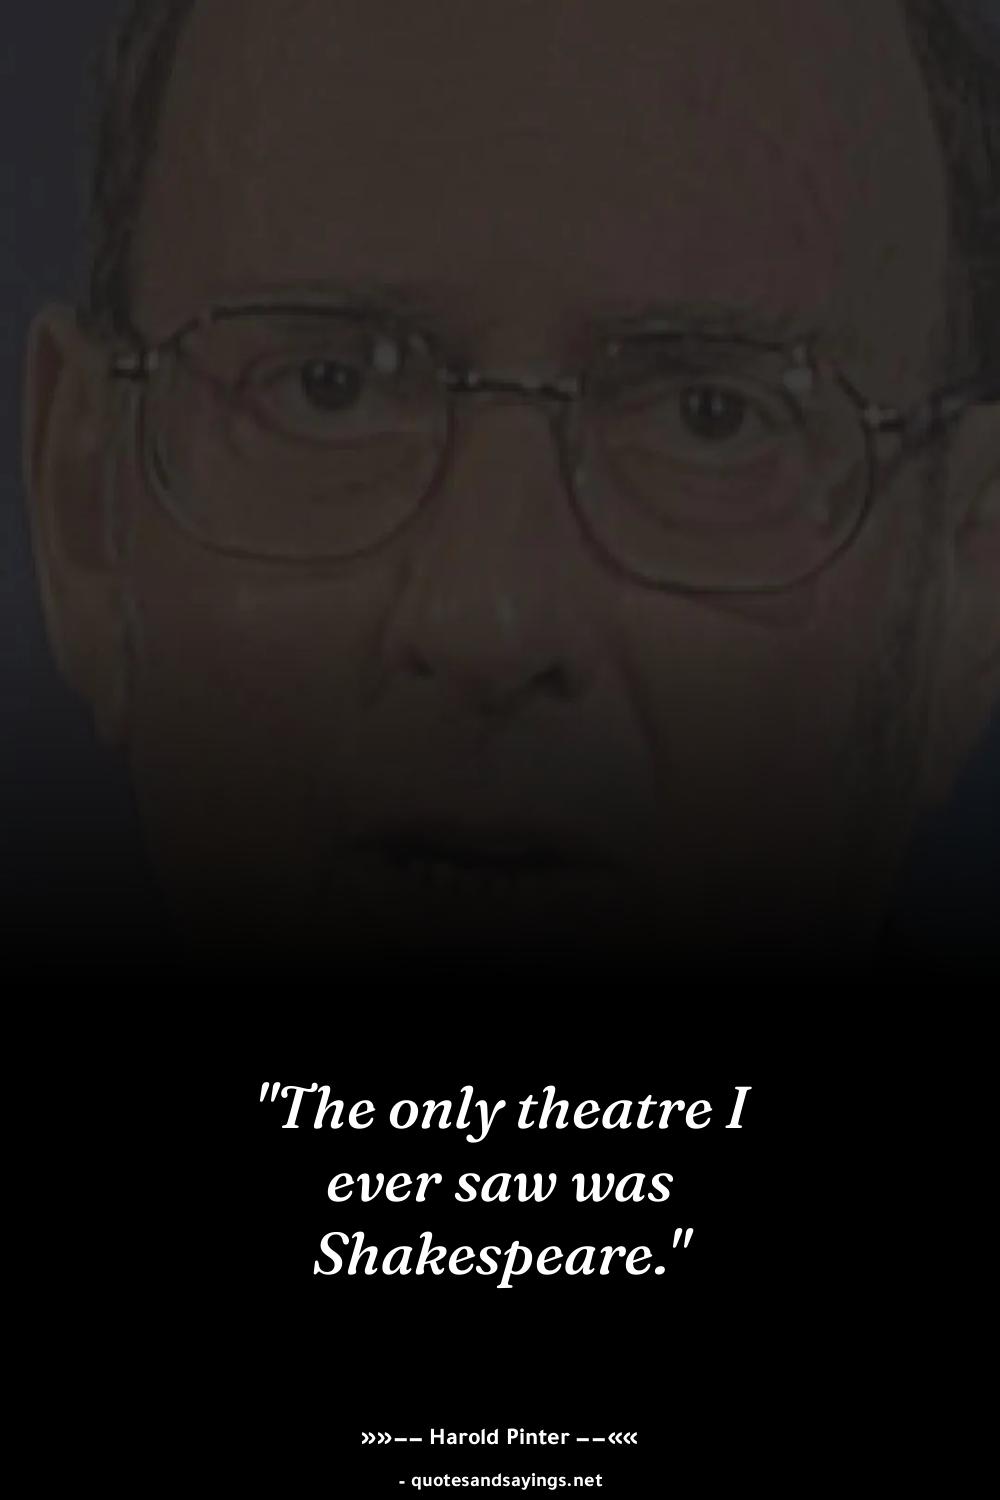 "The only theatre I
ever saw was
Shakespeare."
»»–– Harold Pinter ––««
- quotesandsayings.net